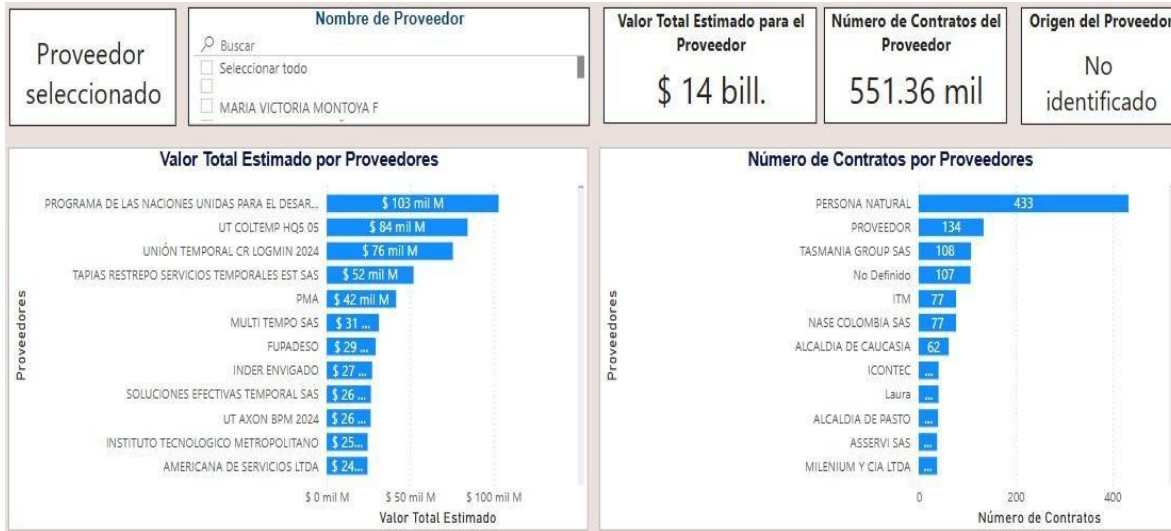 Proveedor
seleccionado
Nombre de Proveedor
Buscar
Seleccionar todo
MARIA VICTORIA MONTOYA F
Valor Total Estimado para el
Proveedor
$ 14 bill.
Número de Contratos del
Proveedor
551.36 mil
Origen del Proveedor
No
identificado
Valor Total Estimado por Proveedores
Proveedores
PROGRAMA DE LAS NACIONES UNIDAS PARA EL DESAR... $ 103 mil M
UT COLTEMP HQ5 05 $ 84 mil M
UNIÓN TEMPORAL CR LOGMIN 2024 $ 76 mil M
TAPIAS RESTREPO SERVICIOS TEMPORALES EST SAS $ 52 mil M
PMA $ 42 mil M
MULTI TEMPO SAS $ 31 ...
FUPADESO $ 29 ...
INDER ENVIGADO $ 27 ...
SOLUCIONES EFECTIVAS TEMPORAL SAS $ 26 ...
UT AXON BPM 2024 $ 26 ...
INSTITUTO TECNOLOGICO METROPOLITANO $ 25...
AMERICANA DE SERVICIOS LTDA $ 24...
$ 0 mil M $ 50 mil M $ 100 mil M
Valor Total Estimado
Número de Contratos por Proveedores
Proveedores
PERSONA NATURAL 433
PROVEEDOR 134
TASMANIA GROUP SAS 108
No Definido 107
ITM 77
NASE COLOMBIA SAS 77
ALCALDIA DE CAUCASIA 62
ICONTEC ...
Laura ...
ALCALDIA DE PASTO ...
ASSERVI SAS ...
MILENIUM Y CIA LTDA ...
0 200 400
Número de Contratos